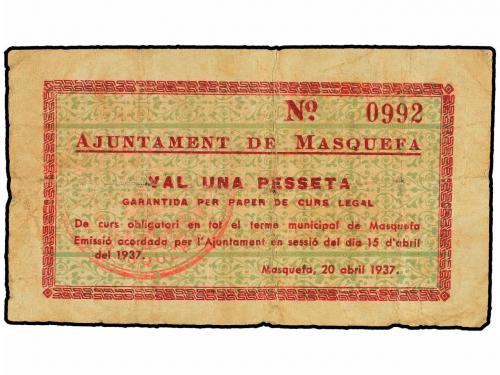 Nº 0992
AJUNTAMENT DE MASQUEFA
VAL UNA PESSETA
GARANTIDA PER PAPER DE CURS LEGAL
De curs obligatori en tot el terme municipal de Masquefa
Emissió acordada per l'Ajuntament en sessió del dia 15 d'abril
del 1937.
Masquefa, 20 abril 1937.